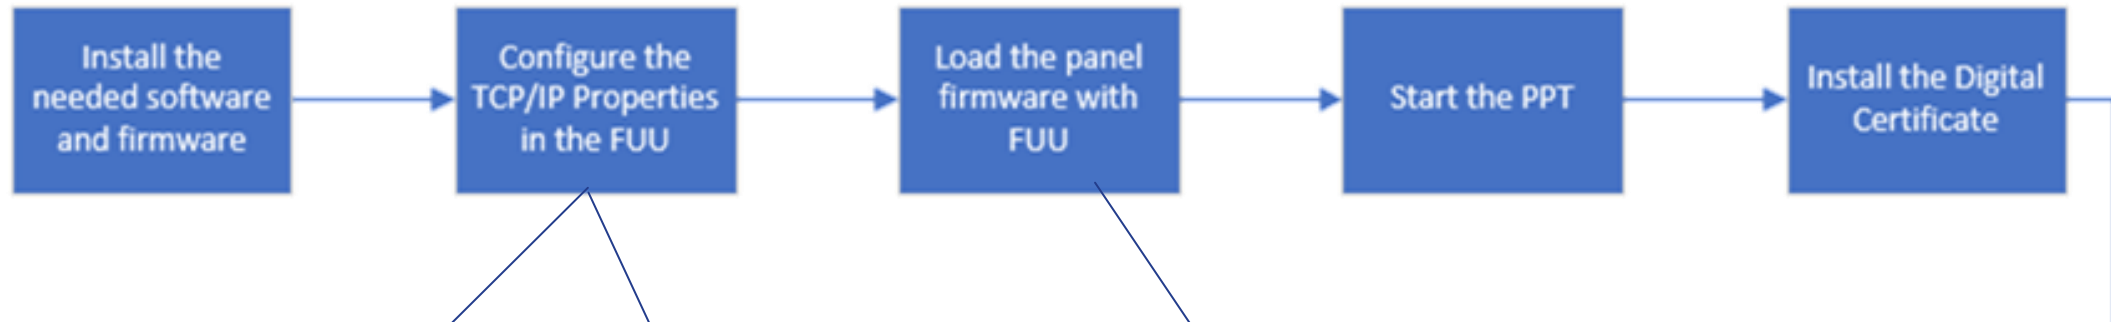 Install the
needed software
and firmware
Configure the
TCP/IP Properties
in the FUU
Load the panel
firmware with
FUU
Start the PPT
Install the Digital
Certificate